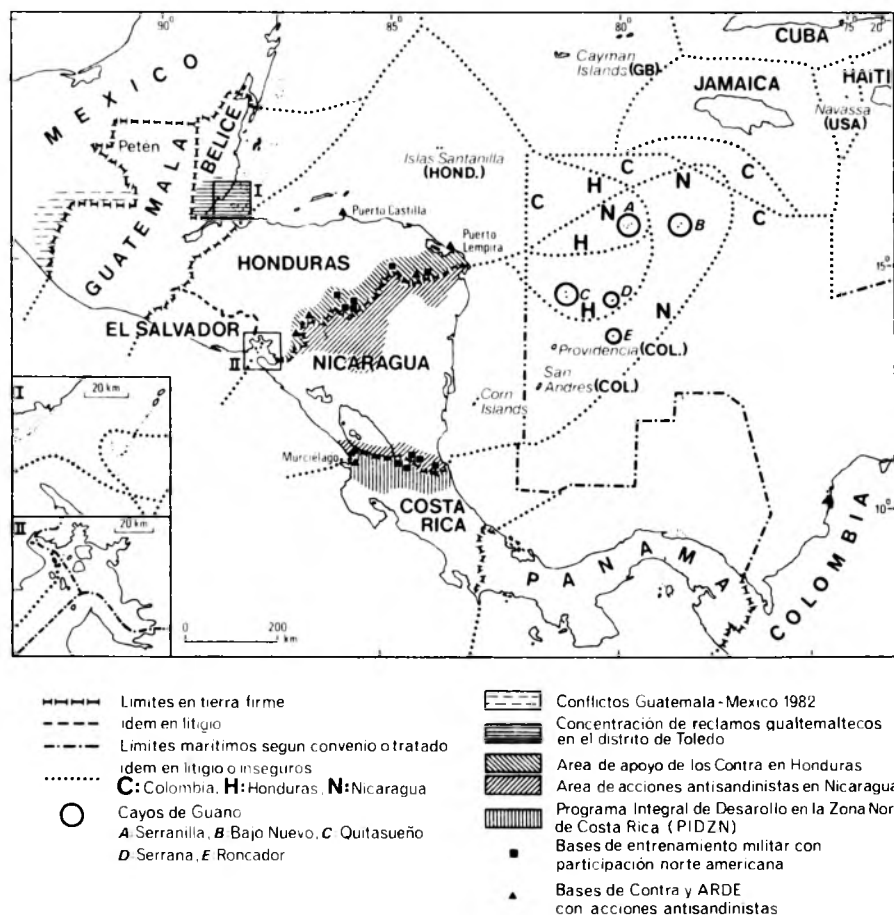 90° 85 80 75 20°
CUBA
Cayman Islands (GB)
JAMAICA
HAITI
Navassa (USA)
MEXICO
Petén
BELICE
GUATEMALA
I
Islas Santanilla (HOND.)
C H N C N C C
A
B
H
Puerto Castilla
Puerto Lempira
HONDURAS
15°
C
D
H
N
E
EL SALVADOR
II
NICARAGUA
Providencia (COL.)
San Andrés (COL.)
Corn Islands
I
20 km
Murciélago
COSTA RICA
10°
II
20km
PANAMA
COLOMBIA
0 200
km
Limites en tierra firme
idem en litigio
Limites maritimos segun convenio o tratado
idem en litigio o inseguros
C: Colombia, H: Honduras, N: Nicaragua
Cayos de Guano
A Serranilla, B Bajo Nuevo, C Quitasueño
D Serrana, E Roncador
Conflictos Guatemala-Mexico 1982
Concentración de reclamos gualtemaltecos
en el distrito de Toledo
Area de apoyo de los Contra en Honduras
Area de acciones antisandinistas en Nicaragua
Programa Integral de Desarollo en la Zona Nor
de Costa Rica (PIDZN)
Bases de entrenamiento militar con
participación norte americana
Bases de Contra y ARDE
con acciones antisandinistas